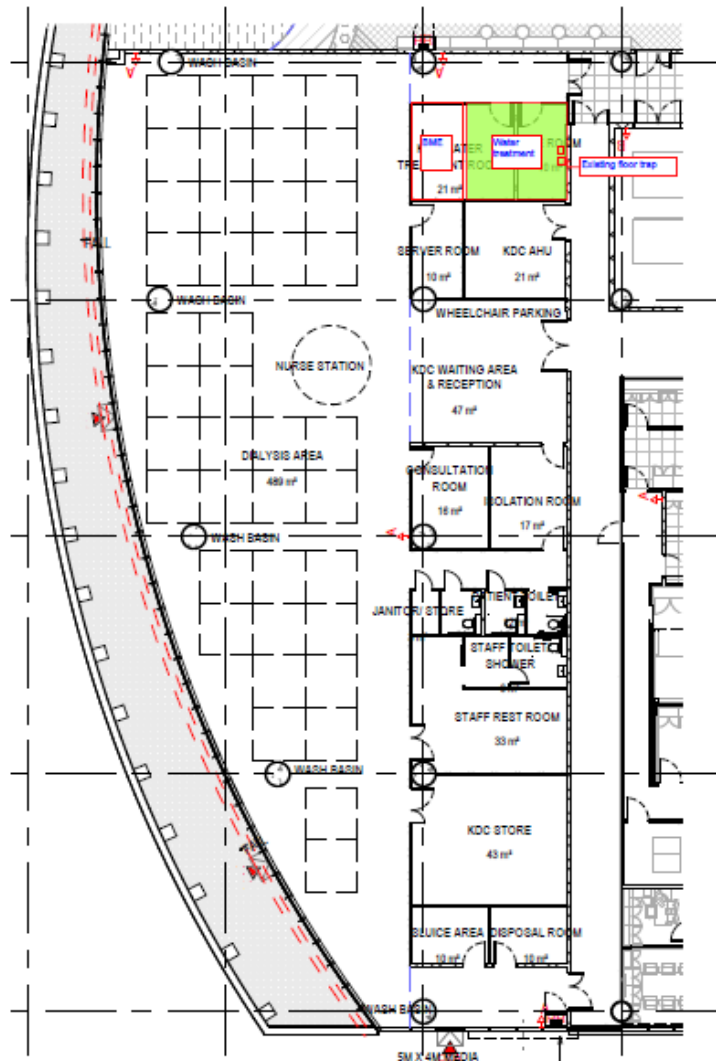 WASH BASIN
BME
Water
treatment
Existing floor trap
21 m²
SERVER ROOM
10 m²
KDC AHU
21 m²
WASH BASIN
WHEELCHAIR PARKING
NURSE STATION
KDC WAITING AREA
& RECEPTION
47 m²
DIALYSIS AREA
489 m²
CONSULTATION
ROOM
16 m²
ISOLATION ROOM
17 m²
WASH BASIN
JANITOR/ STORE
PATIENT TOILET
STAFF TOILET/
SHOWER
STAFF REST ROOM
33 m²
WASH BASIN
KDC STORE
43 m²
SLUICE AREA
10 m²
DISPOSAL ROOM
10 m²
WASH BASIN
5M X 4M MEDIA